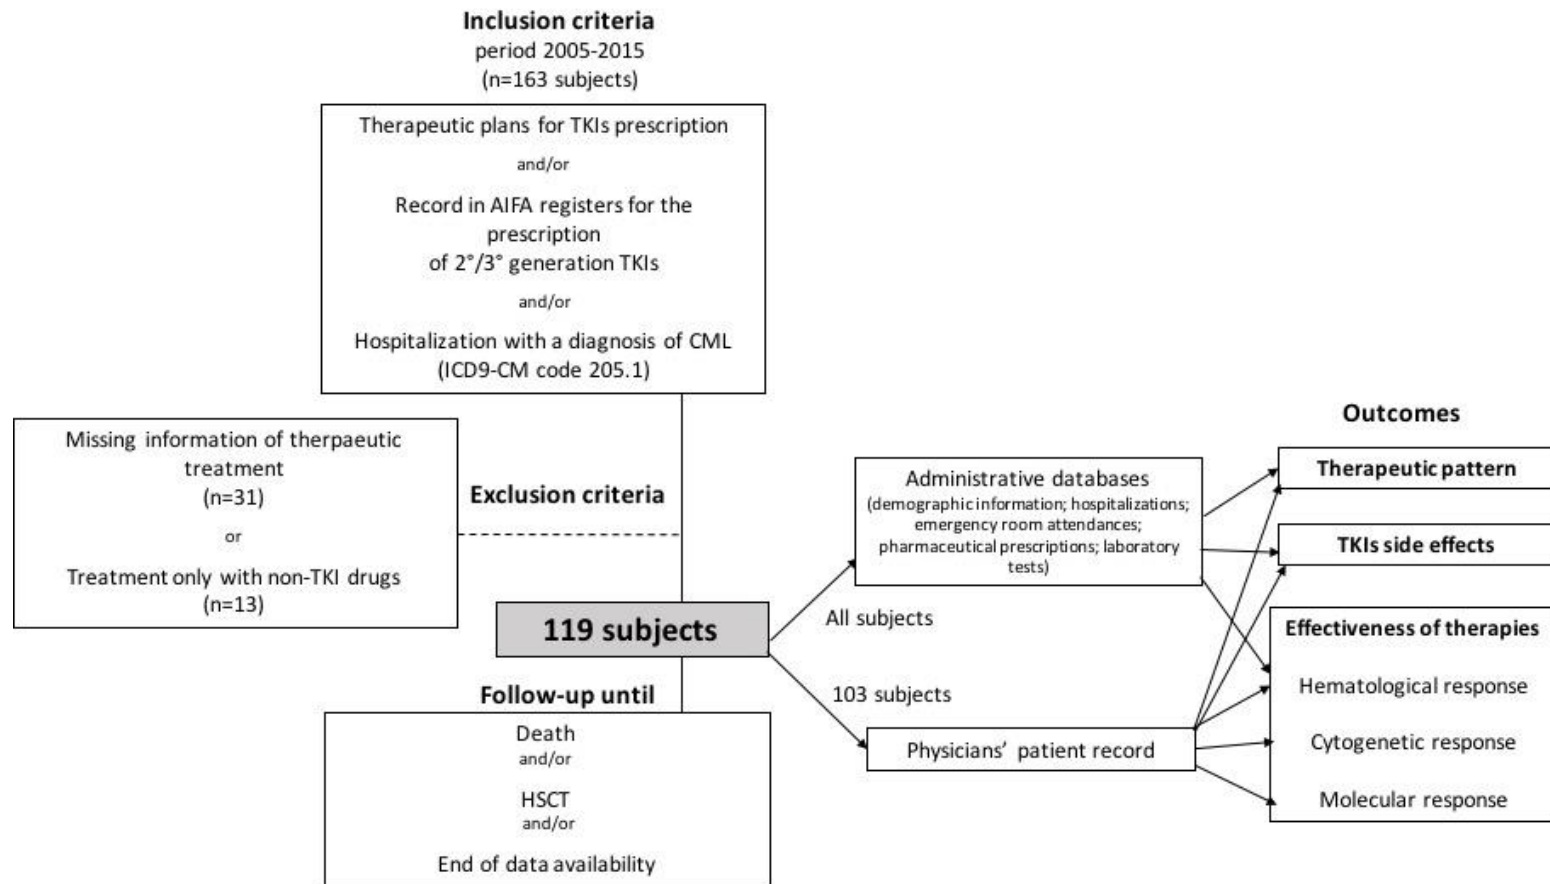 Inclusion criteria
period 2005-2015
(n=163 subjects)
Therapeutic plans for TKIs prescription
and/or
Record in AIFA registers for the
prescription
of 2°/3° generation TKIs
and/or
Hospitalization with a diagnosis of CML
(ICD9-CM code 205.1)
Missing information of therpaeutic
treatment
(n=31)
or
Treatment only with non-TKI drugs
(n=13)
Exclusion criteria
119 subjects
Follow-up until
Death
and/or
HSCT
and/or
End of data availability
Administrative databases
(demographic information; hospitalizations;
emergency room attendances;
pharmaceutical prescriptions; laboratory
tests)
All subjects
103 subjects
Physicians’ patient record
Outcomes
Therapeutic pattern
TKIs side effects
Effectiveness of therapies
Hematological response
Cytogenetic response
Molecular response